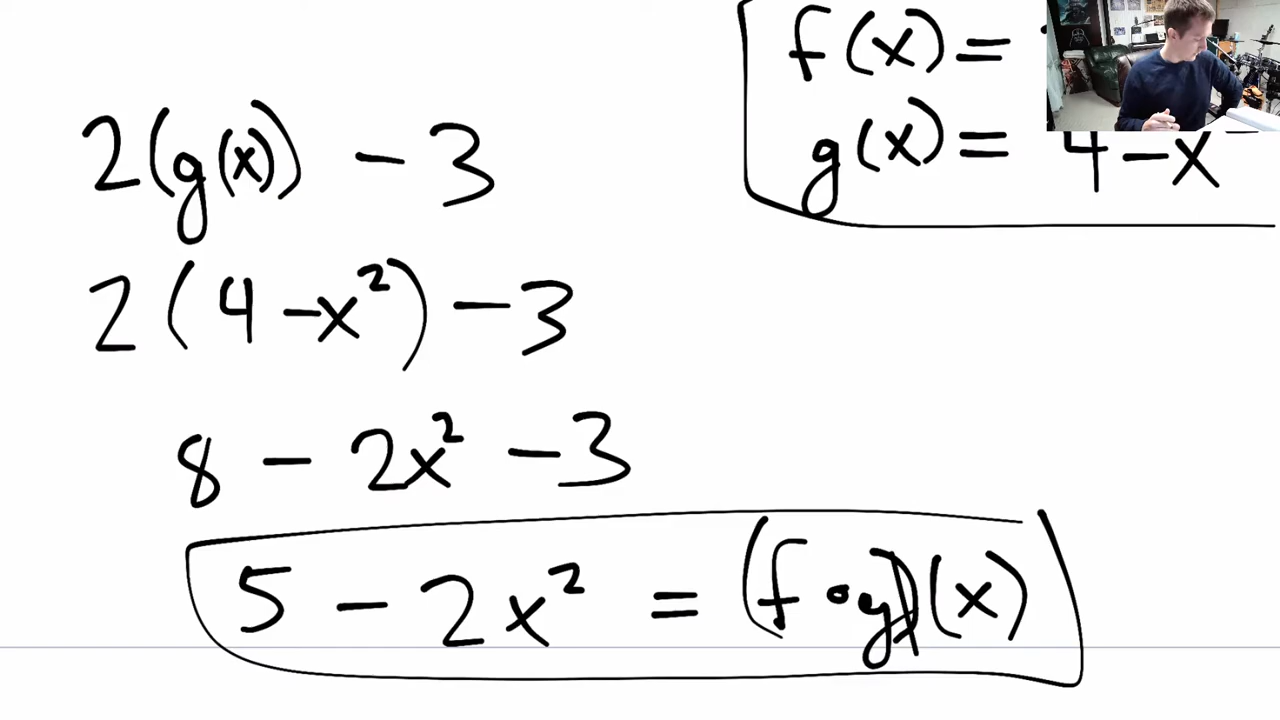 f(x) =
g(x) = 4 - x
2(g(x)) - 3
2(4 - x²) - 3
8 - 2x² - 3
5 - 2x² = (f∘g)(x)